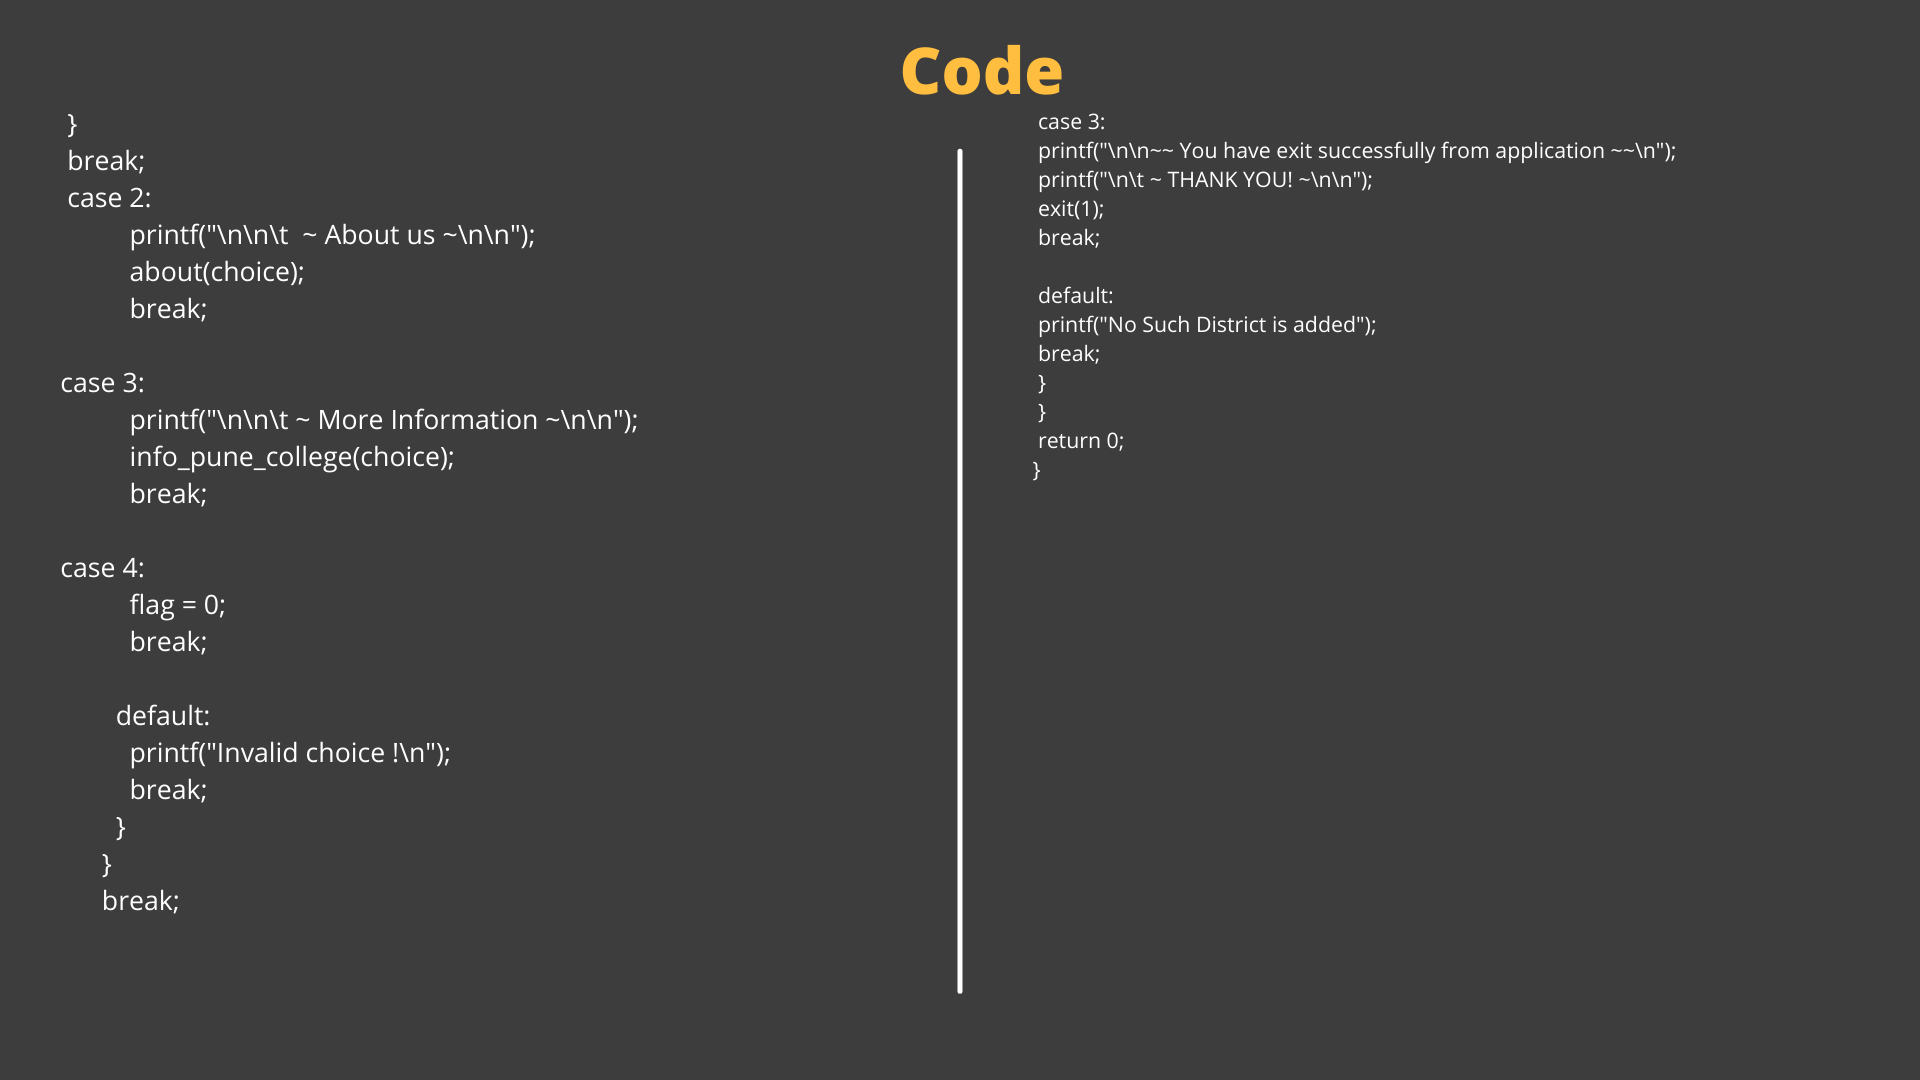 Code
}
break;
case 2:
printf("\n\n\t  ~ About us ~\n\n");
about(choice);
break;
case 3:
printf("\n\n\t ~ More Information ~\n\n");
info_pune_college(choice);
break;
case 4:
flag = 0;
break;
default:
printf("Invalid choice !\n");
break;
}
}
break;
case 3:
printf("\n\n~~ You have exit successfully from application ~~\n");
printf("\n\t ~ THANK YOU! ~\n\n");
exit(1);
break;
default:
printf("No Such District is added");
break;
}
}
return 0;
}